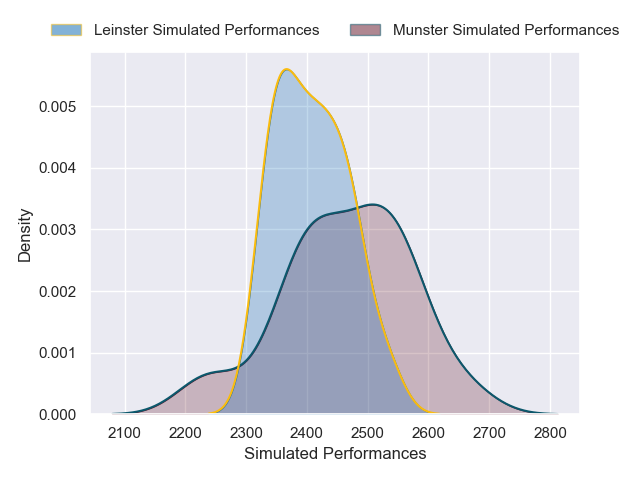 Leinster Simulated Performances
Munster Simulated Performances
0.005
0.004
0.003
0.002
0.001
0.000
Density
2100 2200 2300 2400 2500 2600 2700 2800
Simulated Performances